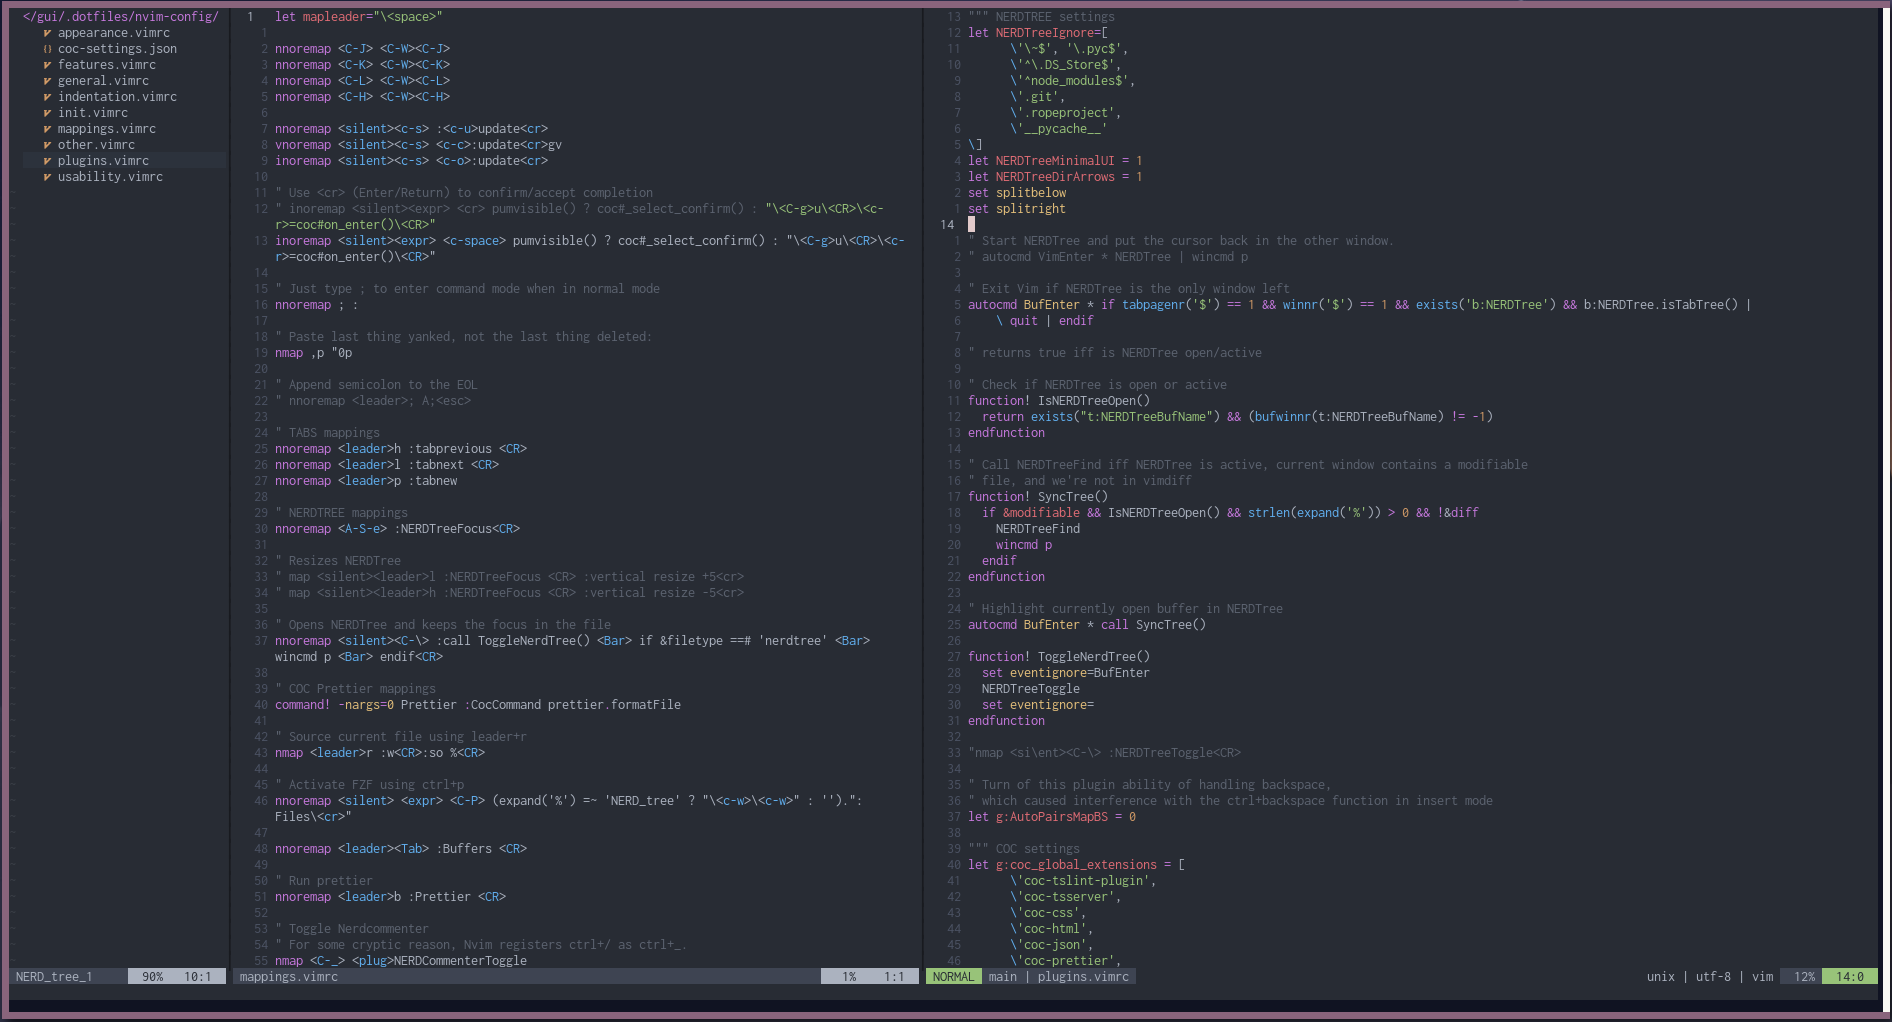 </gui/.dotfiles/nvim-config/
appearance.vimrc
coc-settings.json
features.vimrc
general.vimrc
indentation.vimrc
init.vimrc
mappings.vimrc
other.vimrc
plugins.vimrc
usability.vimrc
NERD_tree_1 90% 10:1
1 let mapleader="\<space>"
1
2 nnoremap <C-J> <C-W><C-J>
3 nnoremap <C-K> <C-W><C-K>
4 nnoremap <C-L> <C-W><C-L>
5 nnoremap <C-H> <C-W><C-H>
6
7 nnoremap <silent><c-s> :<c-u>update<cr>
8 vnoremap <silent><c-s> <c-c>:update<cr>gv
9 inoremap <silent><c-s> <c-o>:update<cr>
10
11 " Use <cr> (Enter/Return) to confirm/accept completion
12 " inoremap <silent><expr> <cr> pumvisible() ? coc#_select_confirm() : "\<C-g>u\<CR>\<c-
r>=coc#on_enter()\<CR>"
13 inoremap <silent><expr> <c-space> pumvisible() ? coc#_select_confirm() : "\<C-g>u\<CR>\<c-
r>=coc#on_enter()\<CR>"
14
15 " Just type ; to enter command mode when in normal mode
16 nnoremap ; :
17
18 " Paste last thing yanked, not the last thing deleted:
19 nmap ,p "0p
20
21 " Append semicolon to the EOL
22 " nnoremap <leader>; A;<esc>
23
24 " TABS mappings
25 nnoremap <leader>h :tabprevious <CR>
26 nnoremap <leader>l :tabnext <CR>
27 nnoremap <leader>p :tabnew
28
29 " NERDTREE mappings
30 nnoremap <A-S-e> :NERDTreeFocus<CR>
31
32 " Resizes NERDTree
33 " map <silent><leader>l :NERDTreeFocus <CR> :vertical resize +5<cr>
34 " map <silent><leader>h :NERDTreeFocus <CR> :vertical resize -5<cr>
35
36 " Opens NERDTree and keeps the focus in the file
37 nnoremap <silent><C-\> :call ToggleNerdTree() <Bar> if &filetype ==# 'nerdtree' <Bar>
wincmd p <Bar> endif<CR>
38
39 " COC Prettier mappings
40 command! -nargs=0 Prettier :CocCommand prettier.formatFile
41
42 " Source current file using leader+r
43 nmap <leader>r :w<CR>:so %<CR>
44
45 " Activate FZF using ctrl+p
46 nnoremap <silent> <expr> <C-P> (expand('%') =~ 'NERD_tree' ? "\<c-w>\<c-w>" : '').":
Files\<cr>"
47
48 nnoremap <leader><Tab> :Buffers <CR>
49
50 " Run prettier
51 nnoremap <leader>b :Prettier <CR>
52
53 " Toggle Nerdcommenter
54 " For some cryptic reason, Nvim registers ctrl+/ as ctrl+_.
55 nmap <C-_> <plug>NERDCommenterToggle
mappings.vimrc 1% 1:1
13 """ NERDTREE settings
12 let NERDTreeIgnore=[
11 \'\~$', '\.pyc$',
10 \'^\.DS_Store$',
9 \'^node_modules$',
8 \'.git',
7 \'.ropeproject',
6 \'__pycache__'
5 \]
4 let NERDTreeMinimalUI = 1
3 let NERDTreeDirArrows = 1
2 set splitbelow
1 set splitright
14
1 " Start NERDTree and put the cursor back in the other window.
2 " autocmd VimEnter * NERDTree | wincmd p
3
4 " Exit Vim if NERDTree is the only window left
5 autocmd BufEnter * if tabpagenr('$') == 1 && winnr('$') == 1 && exists('b:NERDTree') && b:NERDTree.isTabTree() |
6 \ quit | endif
7
8 " returns true iff is NERDTree open/active
9
10 " Check if NERDTree is open or active
11 function! IsNERDTreeOpen()
12 return exists("t:NERDTreeBufName") && (bufwinnr(t:NERDTreeBufName) != -1)
13 endfunction
14
15 " Call NERDTreeFind iff NERDTree is active, current window contains a modifiable
16 " file, and we're not in vimdiff
17 function! SyncTree()
18 if &modifiable && IsNERDTreeOpen() && strlen(expand('%')) > 0 && !&diff
19 NERDTreeFind
20 wincmd p
21 endif
22 endfunction
23
24 " Highlight currently open buffer in NERDTree
25 autocmd BufEnter * call SyncTree()
26
27 function! ToggleNerdTree()
28 set eventignore=BufEnter
29 NERDTreeToggle
30 set eventignore=
31 endfunction
32
33 "nmap <si\ent><C-\> :NERDTreeToggle<CR>
34
35 " Turn of this plugin ability of handling backspace,
36 " which caused interference with the ctrl+backspace function in insert mode
37 let g:AutoPairsMapBS = 0
38
39 """ COC settings
40 let g:coc_global_extensions = [
41 \'coc-tslint-plugin',
42 \'coc-tsserver',
43 \'coc-css',
44 \'coc-html',
45 \'coc-json',
46 \'coc-prettier',
NORMAL main | plugins.vimrc unix | utf-8 | vim 12% 14:0